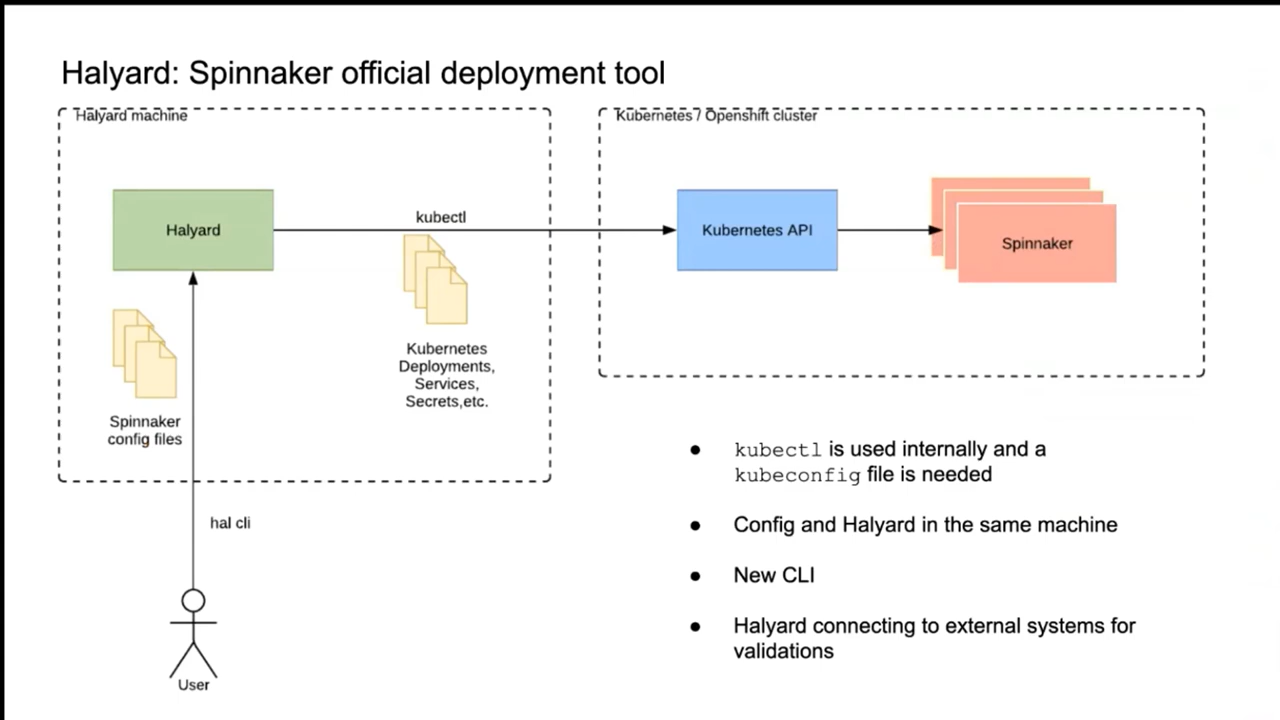 Halyard: Spinnaker official deployment tool
Halyard machine
Kubernetes / Openshift cluster
Halyard
kubectl
Kubernetes API
Spinnaker
Kubernetes
Deployments,
Services,
Secrets,etc.
Spinnaker
config files
hal cli
User
● kubectl is used internally and a
kubeconfig file is needed
● Config and Halyard in the same machine
● New CLI
● Halyard connecting to external systems for
validations